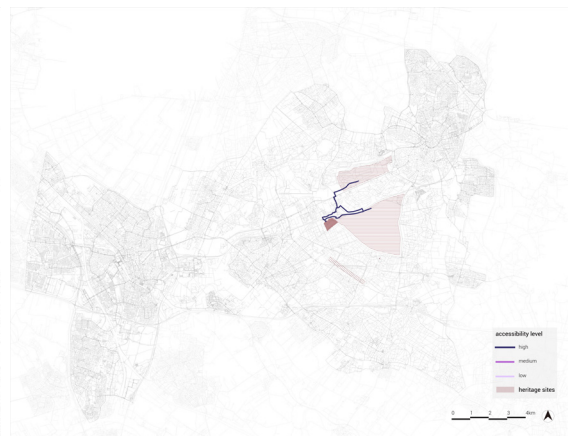 accessibility level
high
medium
low
heritage sites
0 1 2 3 4km